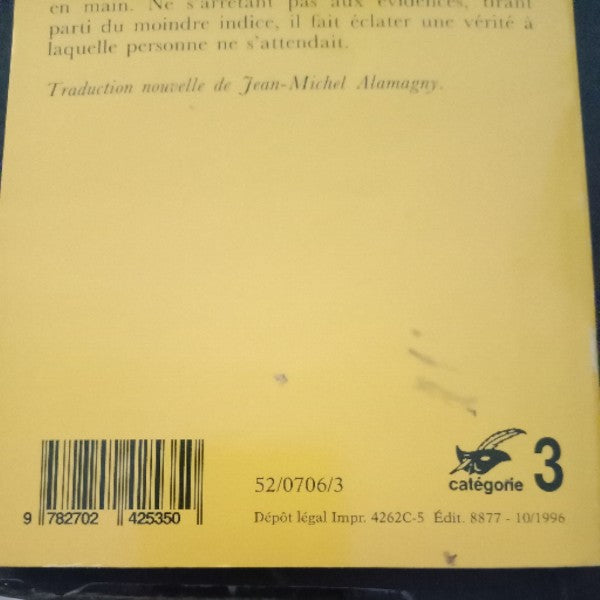 en main. Ne s'arrêtant pas aux évidences, tirant
parti du moindre indice, il fait éclater une vérité à
laquelle personne ne s'attendait.
Traduction nouvelle de Jean-Michel Alamagny.
52/0706/3
catégorie 3
9 782702 425350
Dépôt légal Impr. 4262C-5 Édit. 8877 - 10/1996